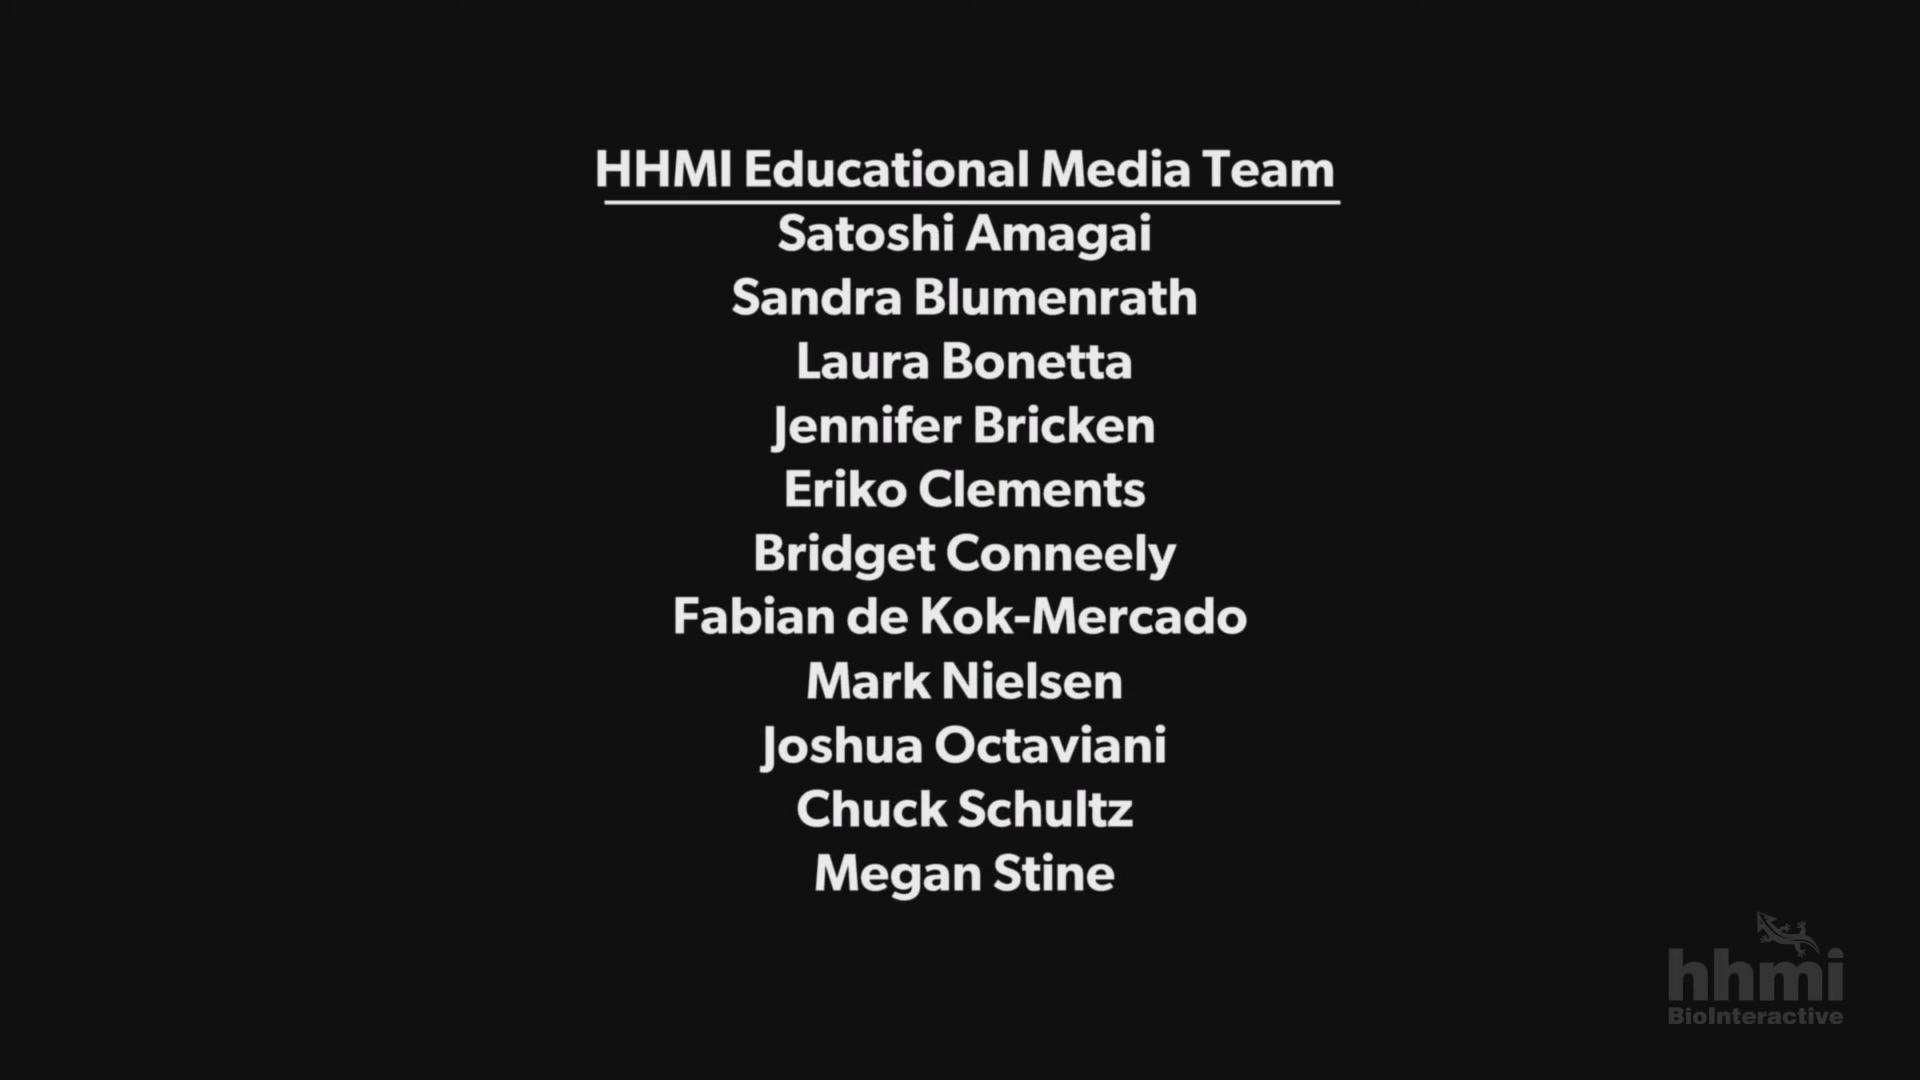 HHMI Educational Media Team
Satoshi Amagai
Sandra Blumenrath
Laura Bonetta
Jennifer Bricken
Eriko Clements
Bridget Conneely
Fabian de Kok-Mercado
Mark Nielsen
Joshua Octaviani
Chuck Schultz
Megan Stine
hhmi
BioInteractive